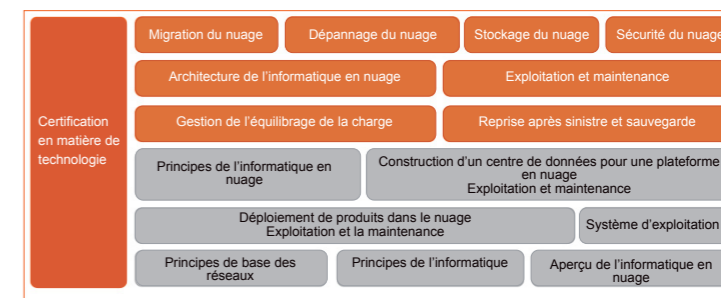 Certification
en matière de
technologie
Migration du nuage
Dépannage du nuage
Stockage du nuage
Sécurité du nuage
Architecture de l'informatique en nuage
Exploitation et maintenance
Gestion de l'équilibrage de la charge
Reprise après sinistre et sauvegarde
Principes de l'informatique en
nuage
Construction d'un centre de données pour une plateforme
en nuage
Exploitation et maintenance
Déploiement de produits dans le nuage
Exploitation et la maintenance
Système d'exploitation
Principes de base des
réseaux
Principes de l'informatique
Aperçu de l'informatique en
nuage